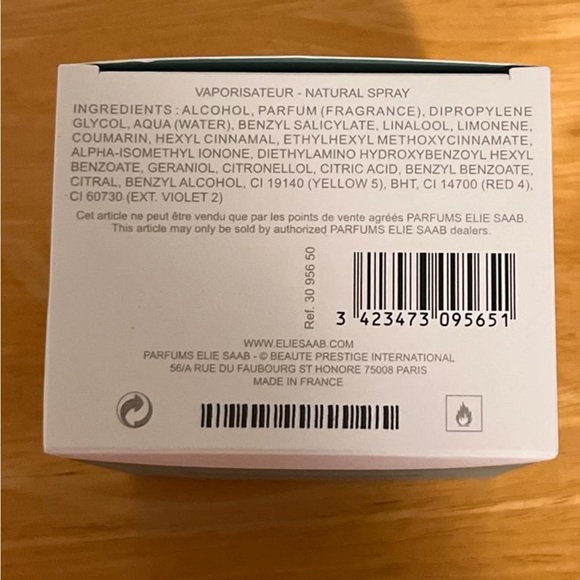 VAPORISATEUR - NATURAL SPRAY
INGREDIENTS : ALCOHOL, PARFUM (FRAGRANCE), DIPROPYLENE
GLYCOL, AQUA (WATER), BENZYL SALICYLATE, LINALOOL, LIMONENE,
COUMARIN, HEXYL CINNAMAL, ETHYLHEXYL METHOXYCINNAMATE,
ALPHA-ISOMETHYL IONONE, DIETHYLAMINO HYDROXYBENZOYL HEXYL
BENZOATE, GERANIOL, CITRONELLOL, CITRIC ACID, BENZYL BENZOATE,
CITRAL, BENZYL ALCOHOL, CI 19140 (YELLOW 5), BHT, CI 14700 (RED 4),
CI 60730 (EXT. VIOLET 2)
Cet article ne peut être vendu que par les points de vente agréés PARFUMS ELIE SAAB.
This article may only be sold by authorized PARFUMS ELIE SAAB dealers.
Ref. 30 956 50
3 423473 095651
WWW.ELIESAAB.COM
PARFUMS ELIE SAAB - © BEAUTE PRESTIGE INTERNATIONAL
56/A RUE DU FAUBOURG ST HONORE 75008 PARIS
MADE IN FRANCE